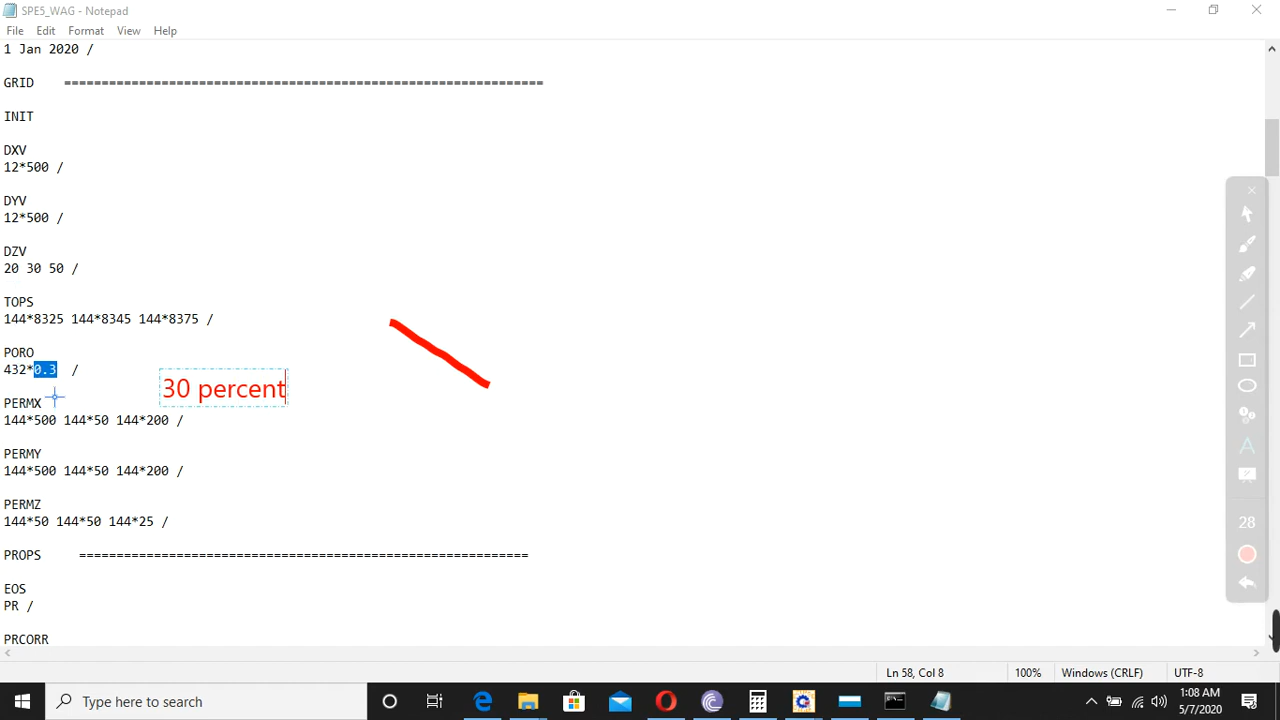 SPE5_WAG - Notepad
File Edit Format View Help
1 Jan 2020 /
GRID ================================================================
INIT
DXV
12*500 /
DYV
12*500 /
DZV
20 30 50 /
TOPS
144*8325 144*8345 144*8375 /
PORO
432*0.3 /
30 percent
PERMX
144*500 144*50 144*200 /
PERMY
144*500 144*50 144*200 /
PERMZ
144*50 144*50 144*25 /
PROPS ============================================================
EOS
PR /
PRCORR
28
Ln 58, Col 8 100% Windows (CRLF) UTF-8
Type here to search
1:08 AM
5/7/2020